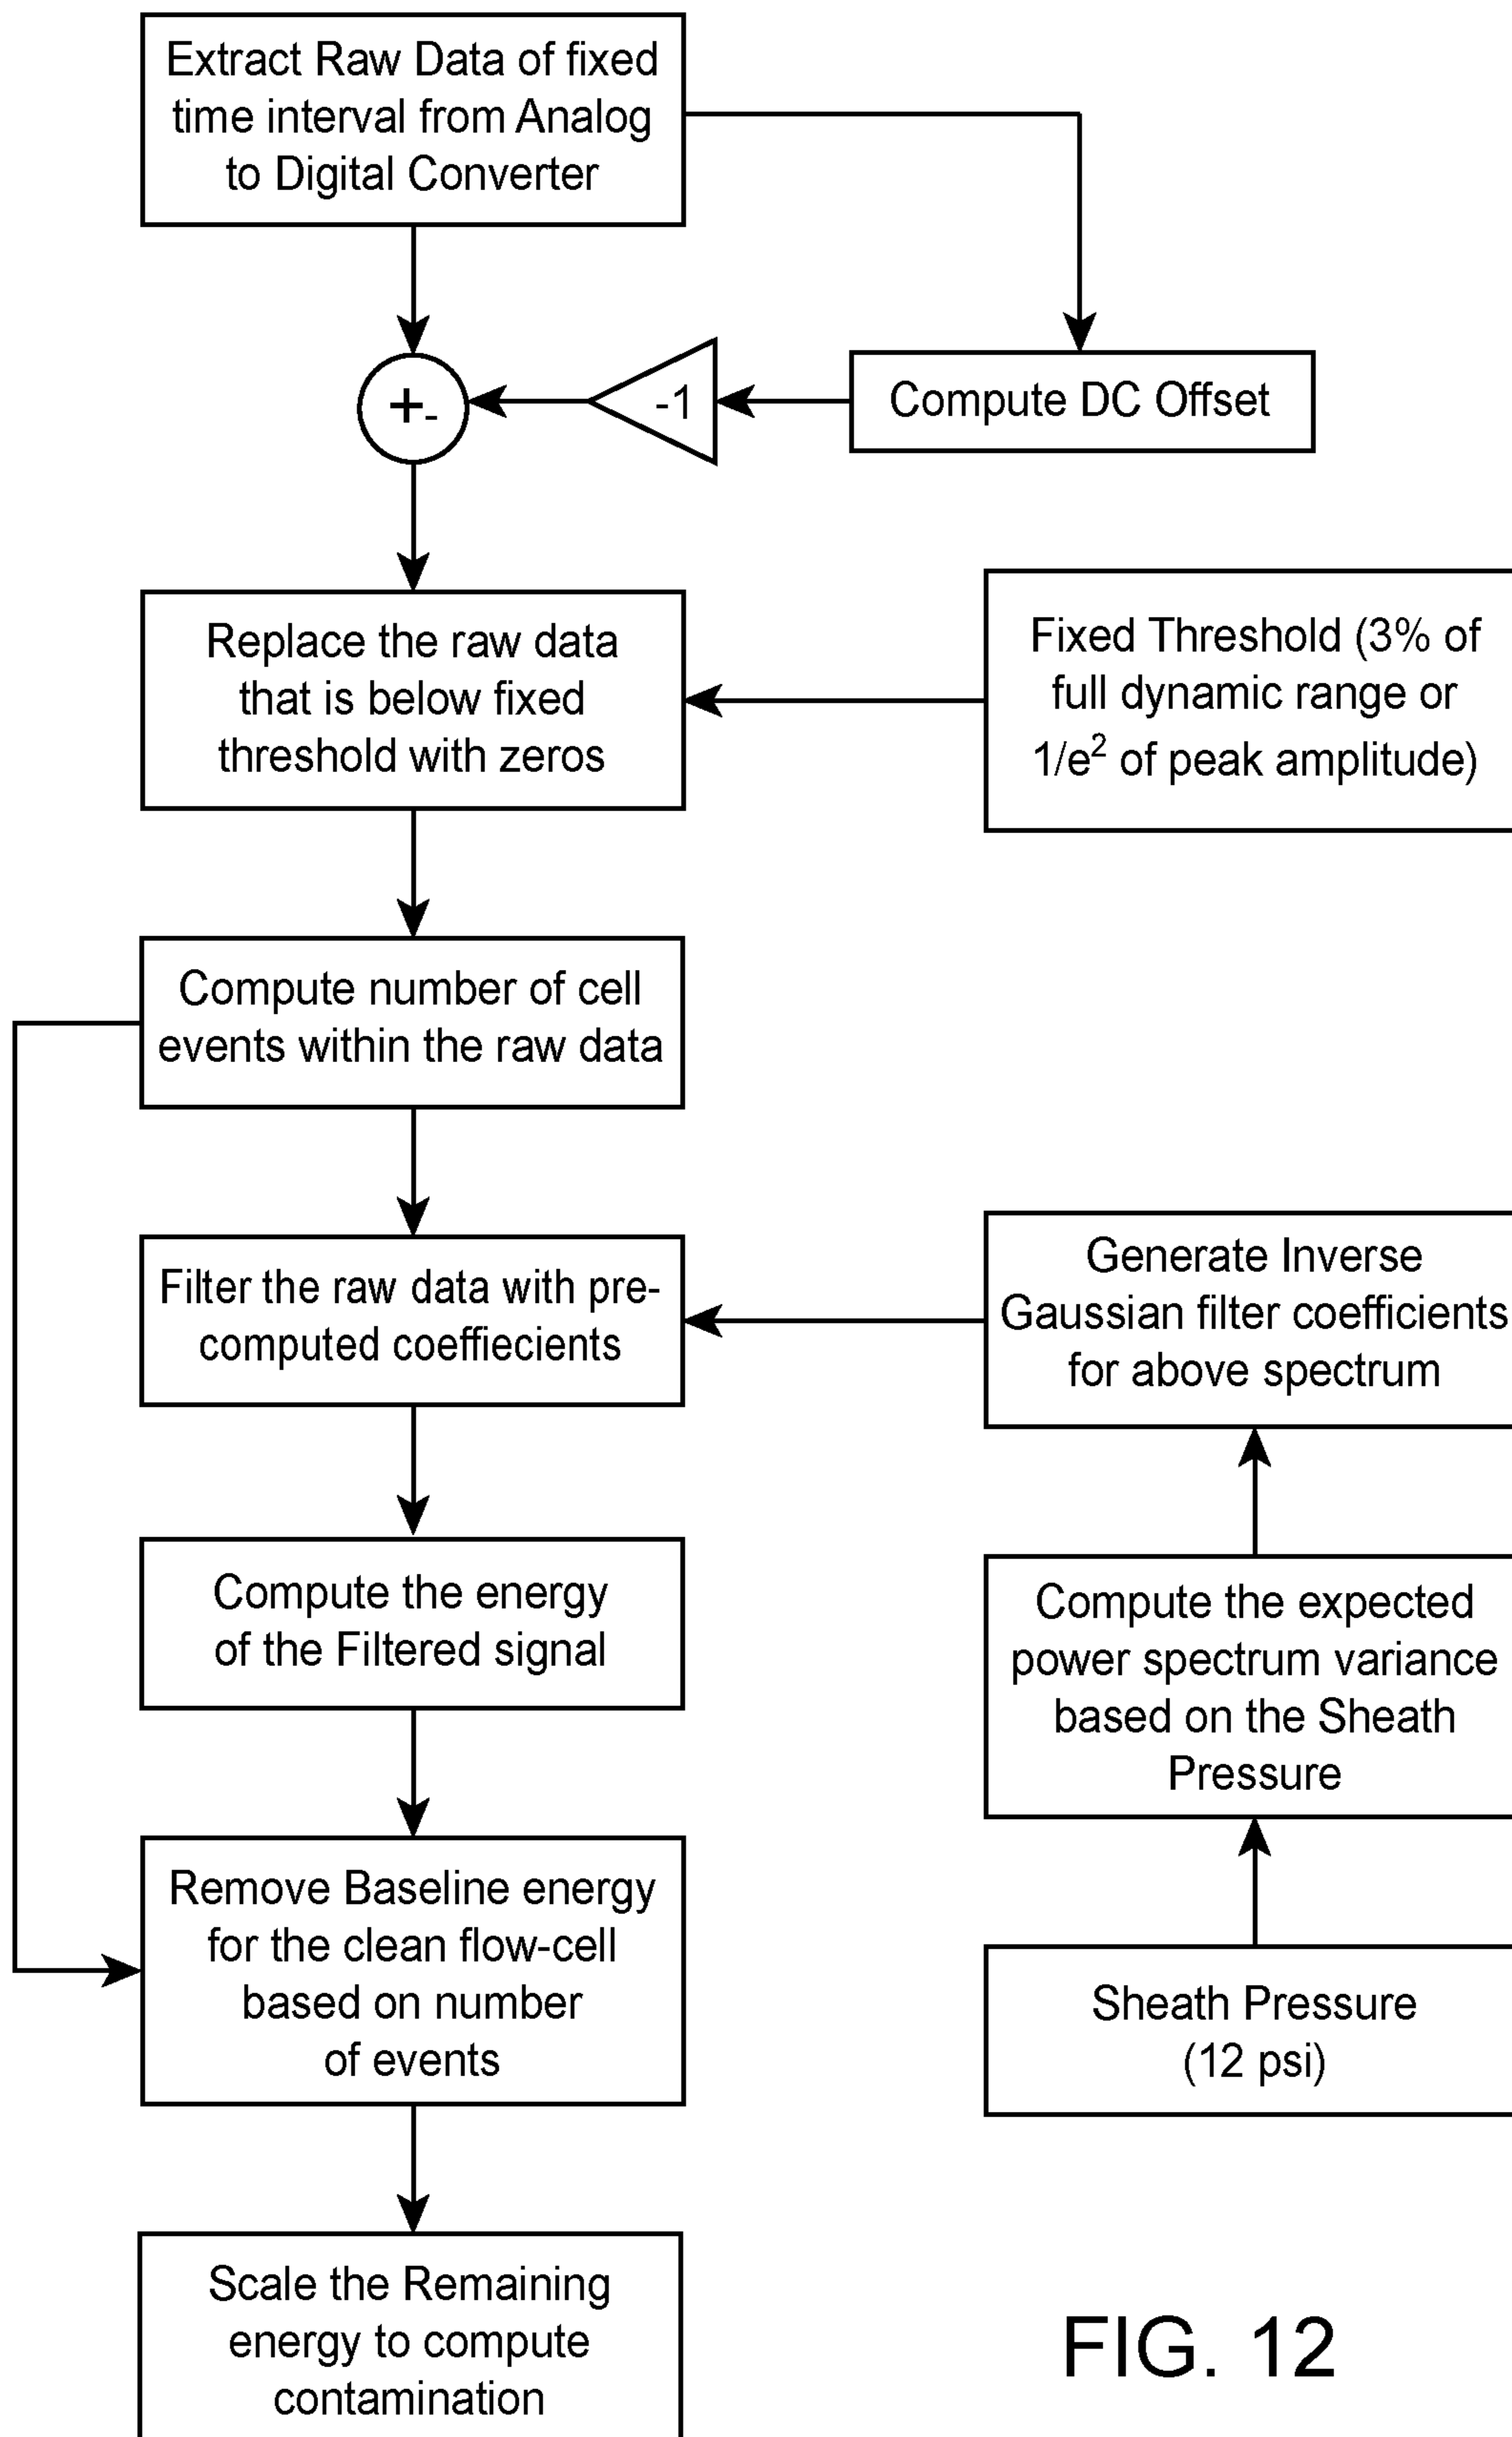 Extract Raw Data of fixed
time interval from Analog
to Digital Converter
+-
-1
Compute DC Offset
Replace the raw data
that is below fixed
threshold with zeros
Fixed Threshold (3% of
full dynamic range or
1/e² of peak amplitude)
Compute number of cell
events within the raw data
Filter the raw data with pre-
computed coeffiecients
Generate Inverse
Gaussian filter coefficients
for above spectrum
Compute the energy
of the Filtered signal
Compute the expected
power spectrum variance
based on the Sheath
Pressure
Remove Baseline energy
for the clean flow-cell
based on number
of events
Sheath Pressure
(12 psi)
Scale the Remaining
energy to compute
contamination
FIG. 12